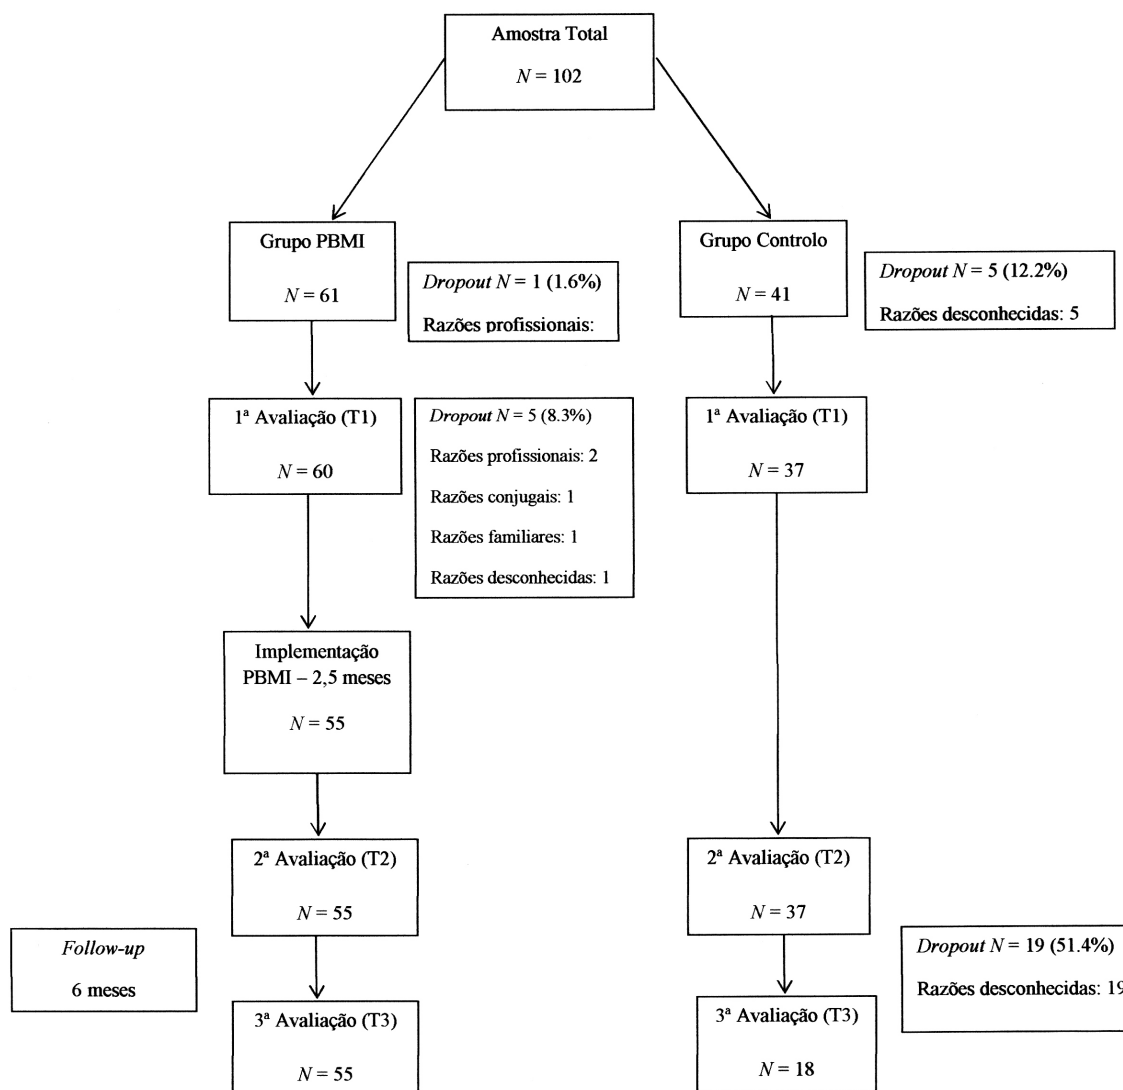 Amostra Total
N = 102
Grupo PBMI
N = 61
Dropout N = 1 (1.6%)
Razões profissionais:
Grupo Controlo
N = 41
Dropout N = 5 (12.2%)
Razões desconhecidas: 5
1ª Avaliação (T1)
N = 60
Dropout N = 5 (8.3%)
Razões profissionais: 2
Razões conjugais: 1
Razões familiares: 1
Razões desconhecidas: 1
1ª Avaliação (T1)
N = 37
Implementação
PBMI – 2,5 meses
N = 55
2ª Avaliação (T2)
N = 55
2ª Avaliação (T2)
N = 37
Follow-up
6 meses
Dropout N = 19 (51.4%)
Razões desconhecidas: 19
3ª Avaliação (T3)
N = 55
3ª Avaliação (T3)
N = 18